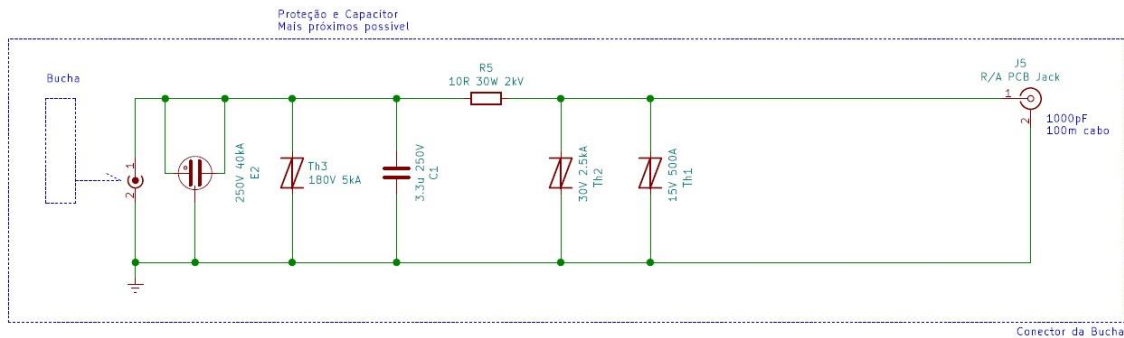 Proteção e Capacitor
Mais próximos possivel
Bucha
1
2
250V 40kA
E2
Th3
180V 5kA
3.3u 250V
C1
R5
10R 30W 2kV
30V 2.5kA
Th2
15V 500A
Th1
J5
R/A PCB Jack
1
2
1000pF
100m cabo
Conector da Bucha